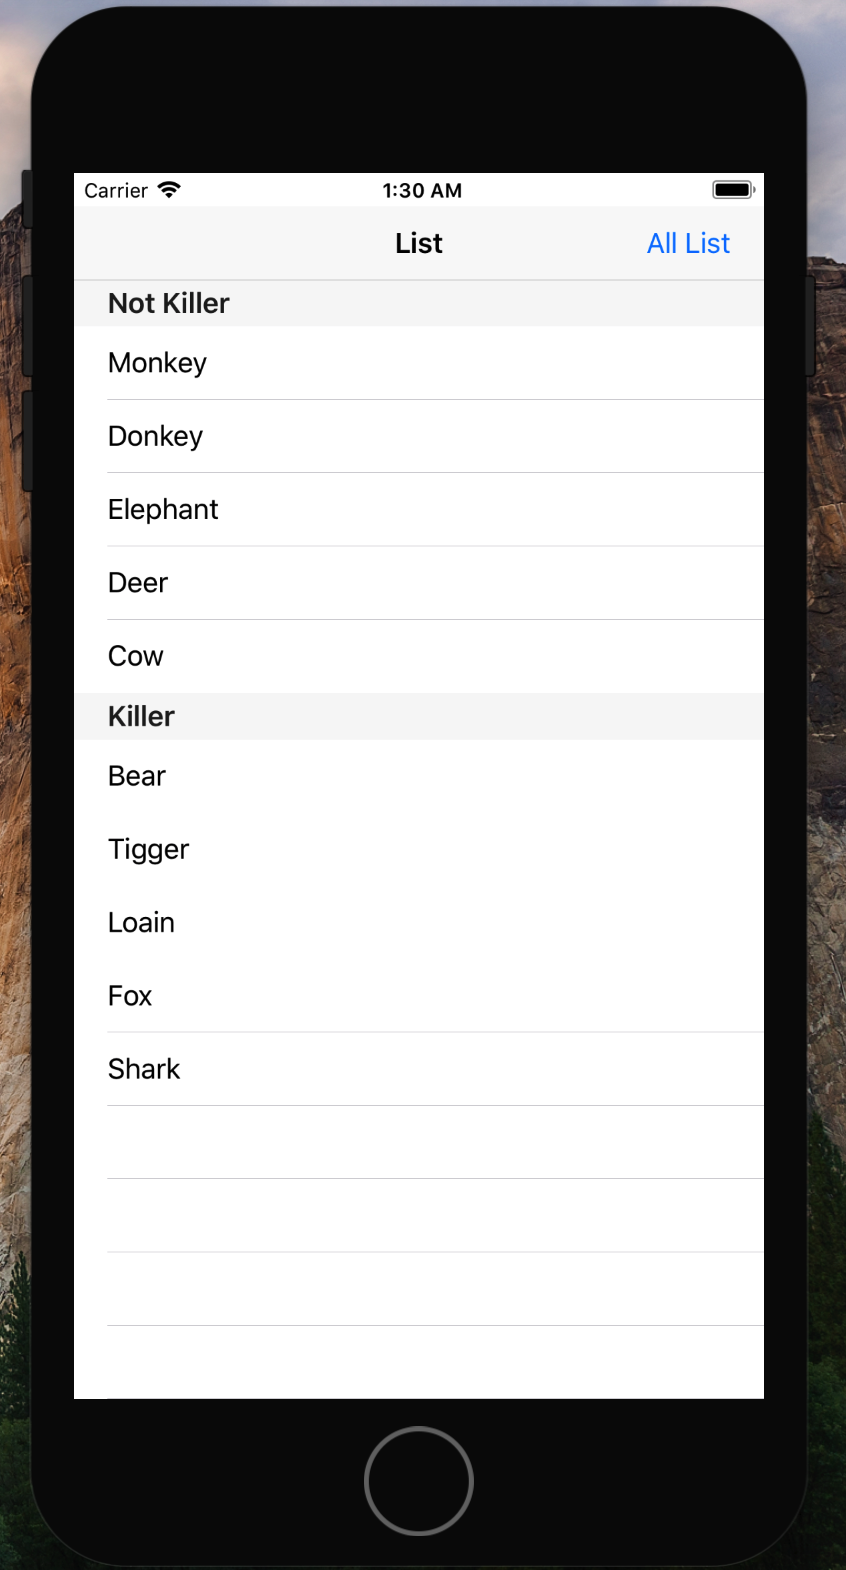 Carrier 1:30 AM
List All List
Not Killer
Monkey
Donkey
Elephant
Deer
Cow
Killer
Bear
Tigger
Loain
Fox
Shark